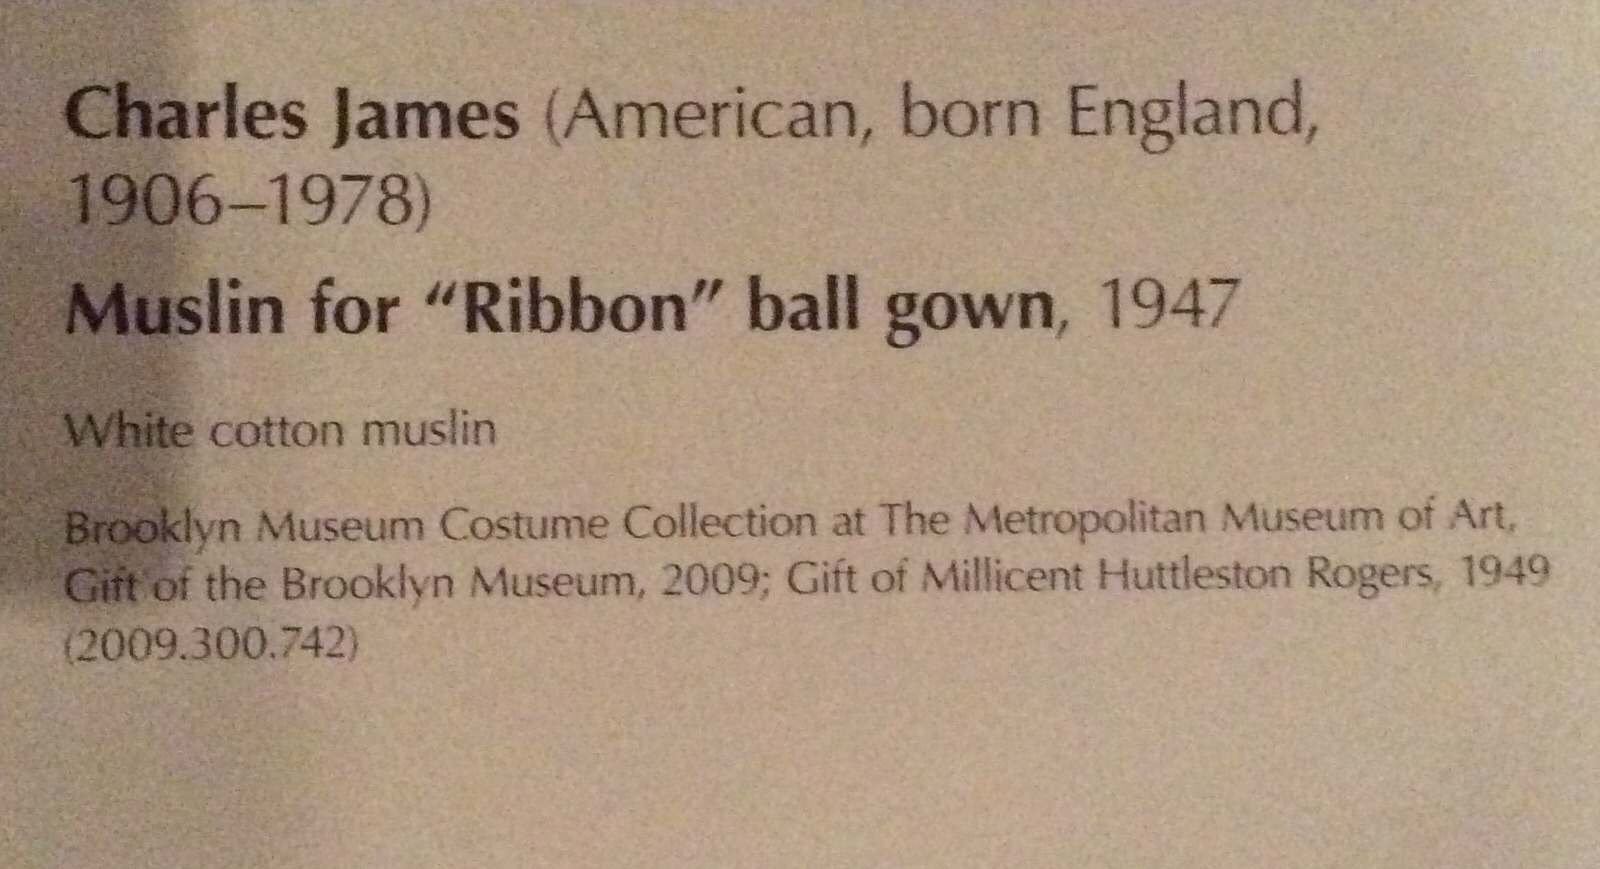 Charles James (American, born England,
1906–1978)
Muslin for “Ribbon” ball gown, 1947
White cotton muslin
Brooklyn Museum Costume Collection at The Metropolitan Museum of Art,
Gift of the Brooklyn Museum, 2009; Gift of Millicent Huttleston Rogers, 1949
(2009.300.742)